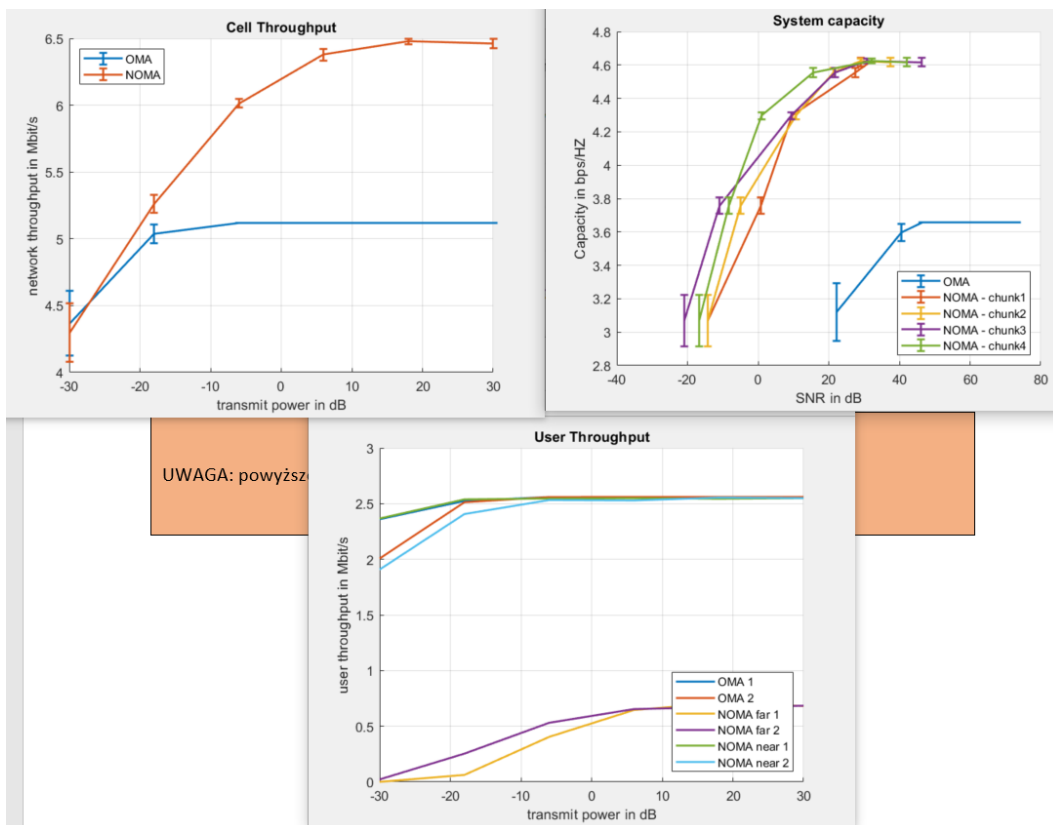 Cell Throughput
6.5
6
5.5
5
4.5
4
network throughput in Mbit/s
OMA
NOMA
-30
-20
-10
0
10
20
30
transmit power in dB
System capacity
4.8
4.6
4.4
4.2
4
3.8
3.6
3.4
3.2
3
2.8
Capacity in bps/HZ
OMA
NOMA - chunk1
NOMA - chunk2
NOMA - chunk3
NOMA - chunk4
-40
-20
0
20
40
60
80
SNR in dB
UWAGA: powyższe
User Throughput
3
2.5
2
1.5
1
0.5
0
user throughput in Mbit/s
OMA 1
OMA 2
NOMA far 1
NOMA far 2
NOMA near 1
NOMA near 2
-30
-20
-10
0
10
20
30
transmit power in dB